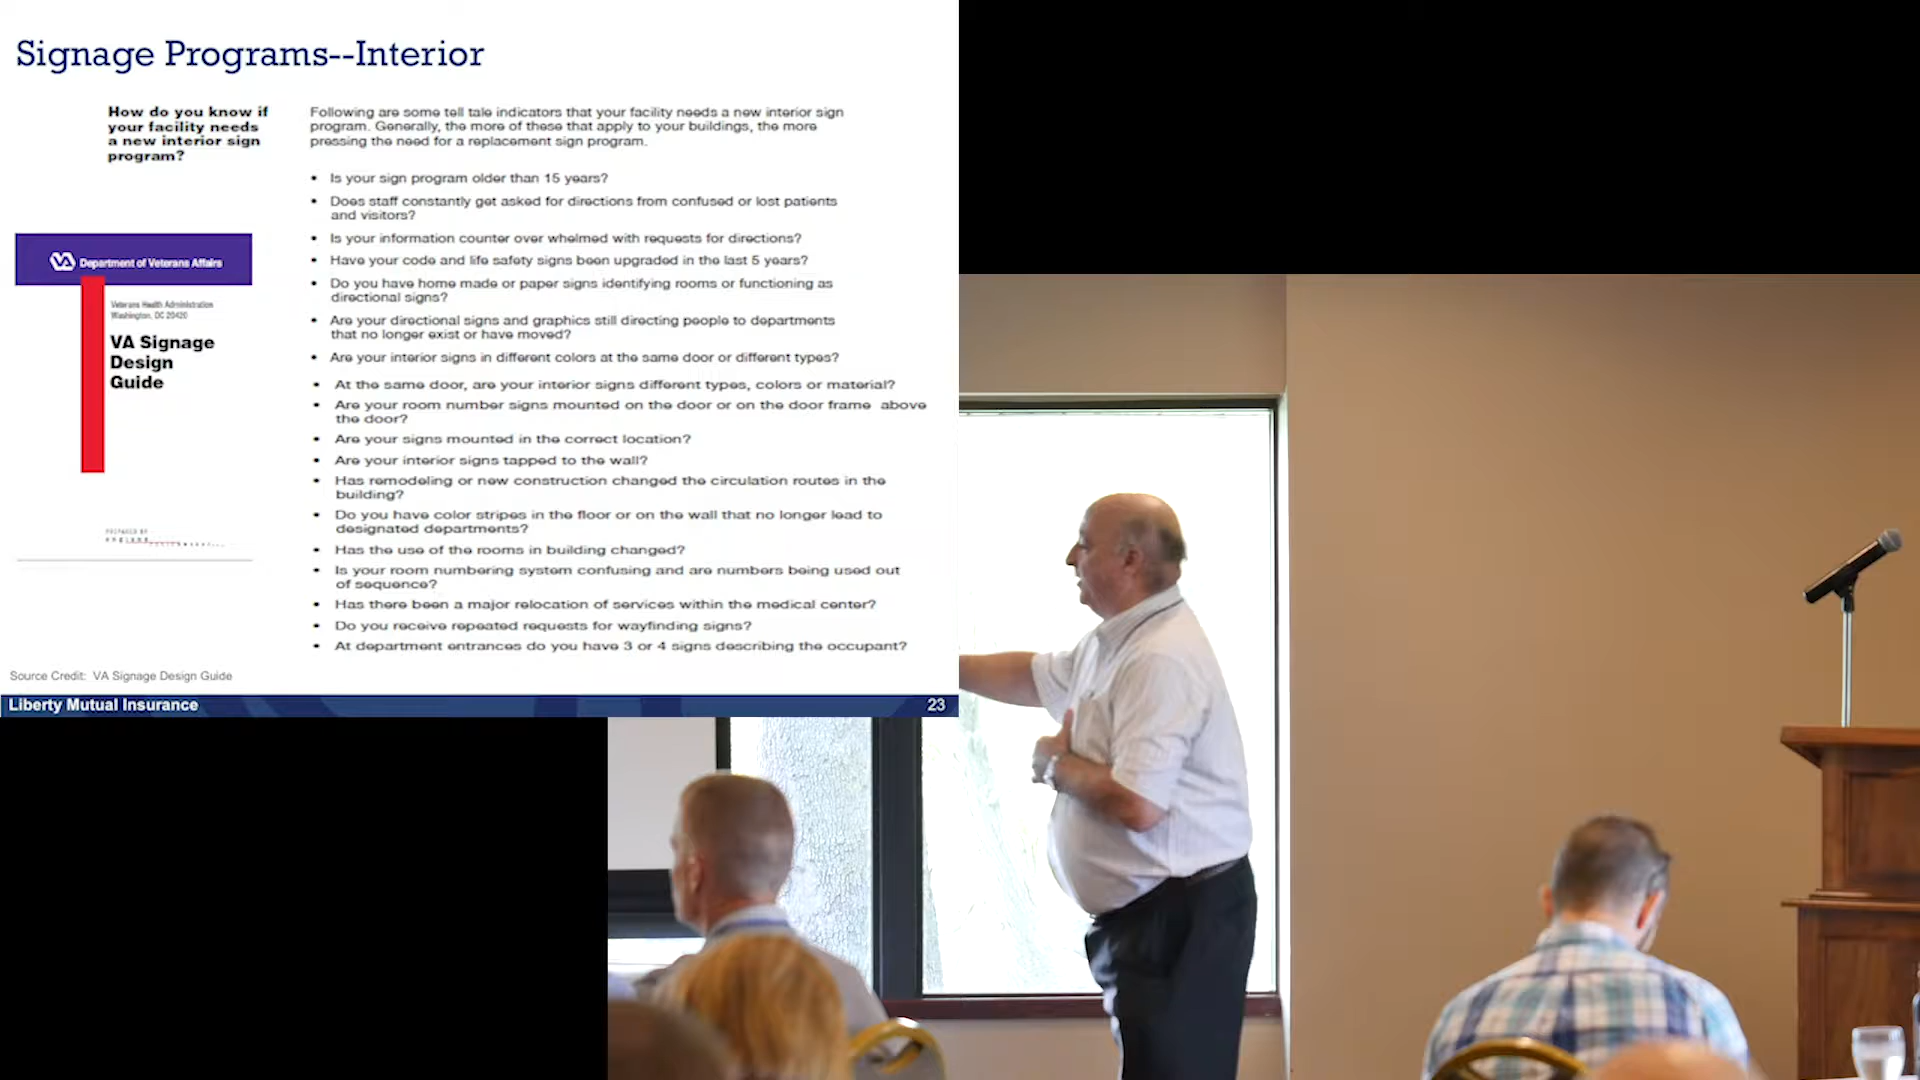 Signage Programs--Interior
How do you know if
your facility needs
a new interior sign
program?
Following are some tell tale indicators that your facility needs a new interior sign
program. Generally, the more of these that apply to your buildings, the more
pressing the need for a replacement sign program.
• Is your sign program older than 15 years?
• Does staff constantly get asked for directions from confused or lost patients
and visitors?
• Is your information counter over whelmed with requests for directions?
• Have your code and life safety signs been upgraded in the last 5 years?
• Do you have home made or paper signs identifying rooms or functioning as
directional signs?
• Are your directional signs and graphics still directing people to departments
that no longer exist or have moved?
• Are your interior signs in different colors at the same door or different types?
• At the same door, are your interior signs different types, colors or material?
• Are your room number signs mounted on the door or on the door frame above
the door?
• Are your signs mounted in the correct location?
• Are your interior signs tapped to the wall?
• Has remodeling or new construction changed the circulation routes in the
building?
• Do you have color stripes in the floor or on the wall that no longer lead to
designated departments?
• Has the use of the rooms in building changed?
• Is your room numbering system confusing and are numbers being used out
of sequence?
• Has there been a major relocation of services within the medical center?
• Do you receive repeated requests for wayfinding signs?
• At department entrances do you have 3 or 4 signs describing the occupant?
VA Department of Veterans Affairs
Veterans Health Administration
Washington, DC 20420
VA Signage
Design
Guide
PREPARED BY
Source Credit: VA Signage Design Guide
Liberty Mutual Insurance
23